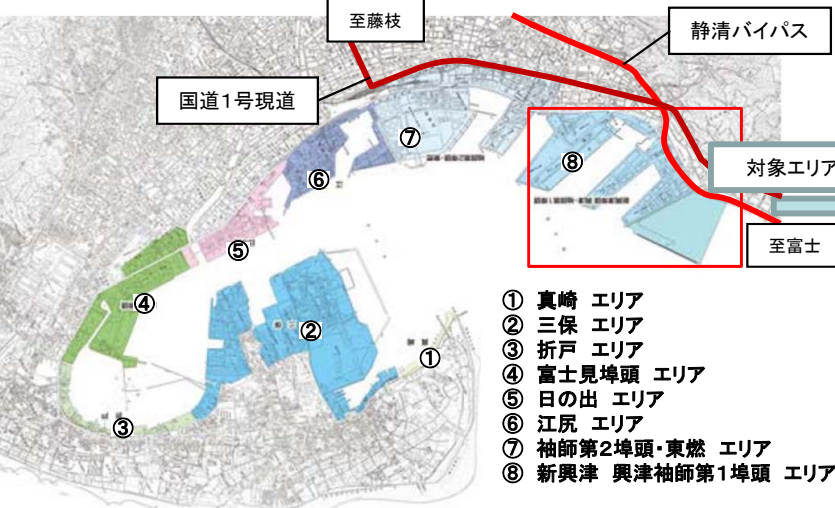 至藤枝
静清バイパス
国道1号現道
⑦
⑧
対象エリア
⑥
至富士
⑤
④
②
①
③
① 真崎 エリア
② 三保 エリア
③ 折戸 エリア
④ 富士見埠頭 エリア
⑤ 日の出 エリア
⑥ 江尻 エリア
⑦ 袖師第2埠頭・東燃 エリア
⑧ 新興津 興津袖師第1埠頭 エリア